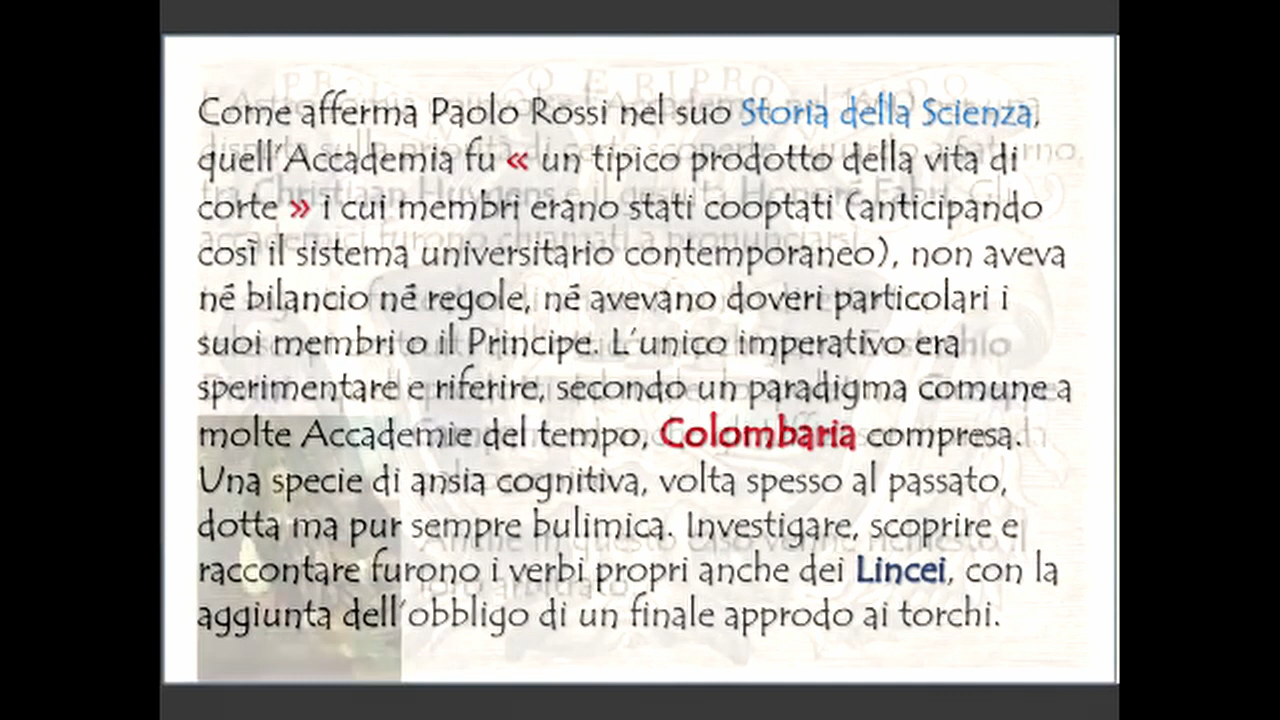 Come afferma Paolo Rossi nel suo Storia della Scienza,
quell'Accademia fu « un tipico prodotto della vita di
corte » i cui membri erano stati cooptati (anticipando
così il sistema universitario contemporaneo), non aveva
né bilancio né regole, né avevano doveri particolari i
suoi membri o il Principe. L'unico imperativo era
sperimentare e riferire, secondo un paradigma comune a
molte Accademie del tempo, Colombaria compresa.
Una specie di ansia cognitiva, volta spesso al passato,
dotta ma pur sempre bulimica. Investigare, scoprire e
raccontare furono i verbi propri anche dei Lincei, con la
aggiunta dell'obbligo di un finale approdo ai torchi.